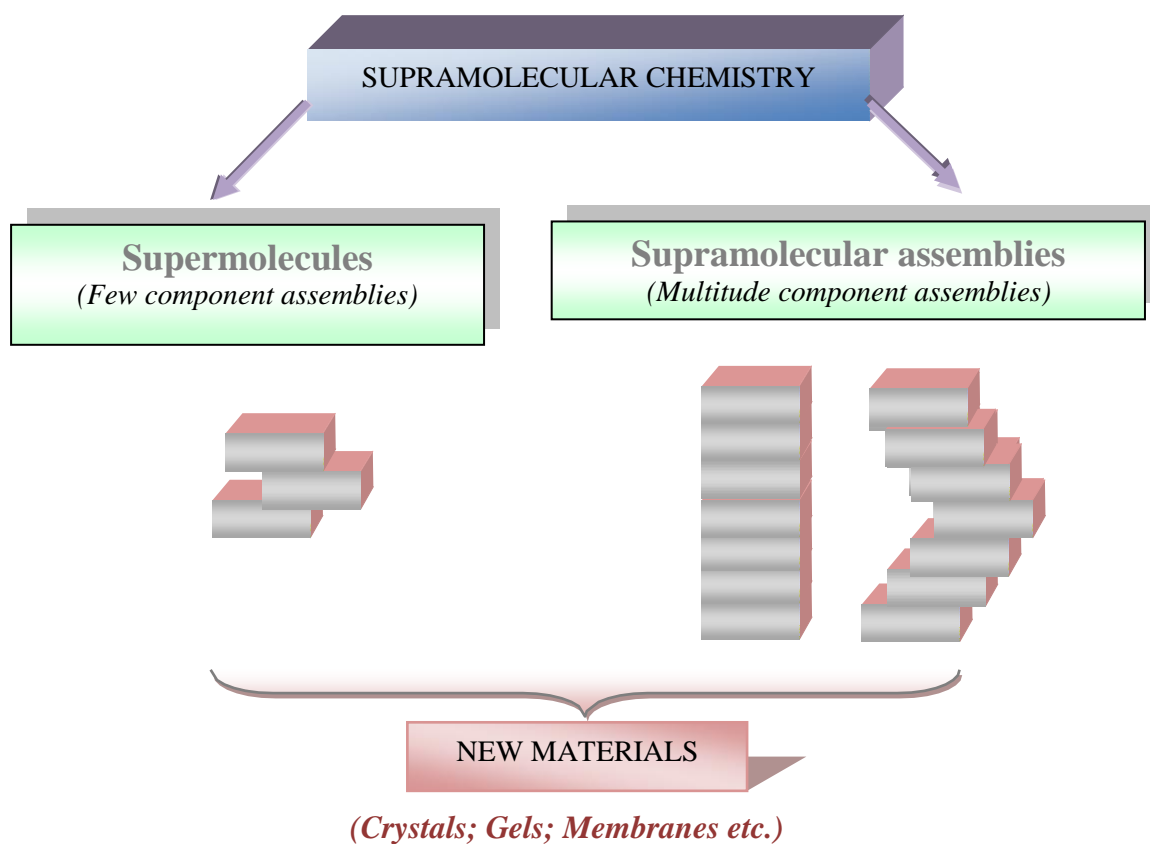 SUPRAMOLECULAR CHEMISTRY
Supermolecules
(Few component assemblies)
Supramolecular assemblies
(Multitude component assemblies)
NEW MATERIALS
(Crystals; Gels; Membranes etc.)